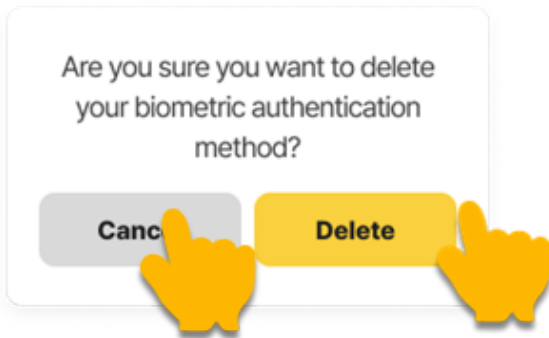 Are you sure you want to delete
your biometric authentication
method?
Canc
Delete